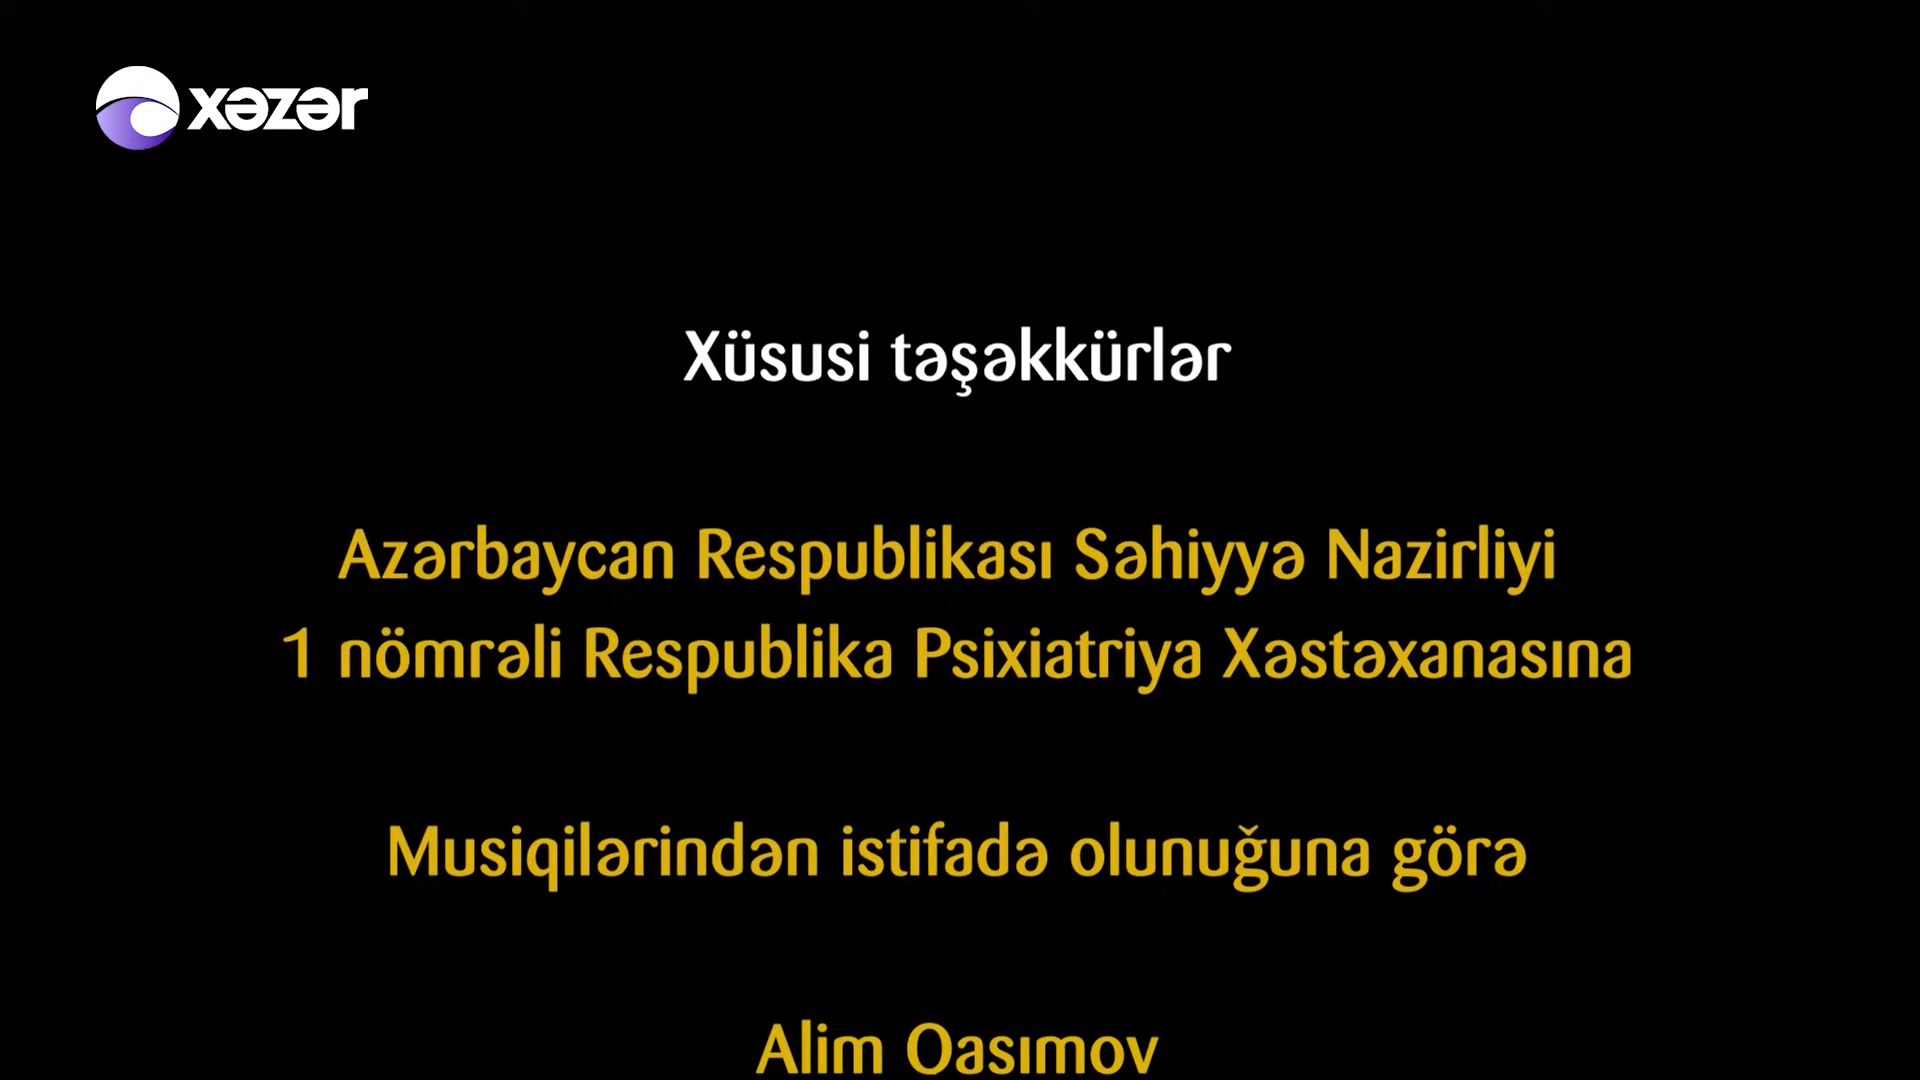 xəzər
Xüsusi təşəkkürlər
Azərbaycan Respublikası Səhiyyə Nazirliyi
1 nömrəli Respublika Psixiatriya Xəstəxanasına
Musiqilərindən istifadə olunuğuna görə
Alim Qasımov